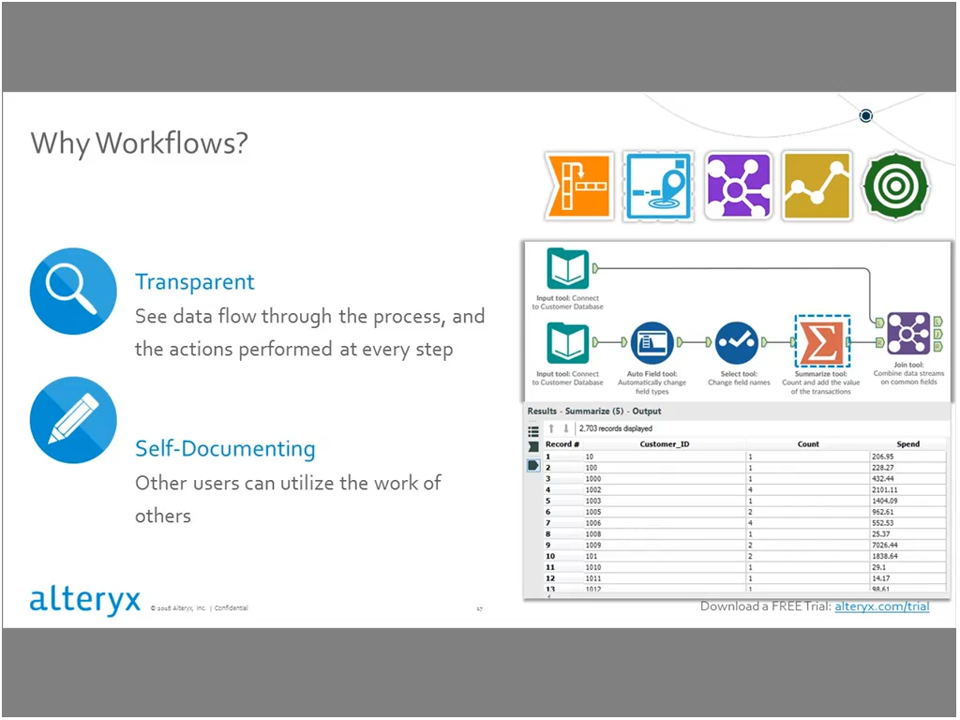 Why Workflows?
Transparent
See data flow through the process, and
the actions performed at every step
Self-Documenting
Other users can utilize the work of
others
Input tool: Connect
to Customer Database
Input tool: Connect
to Customer Database
Auto Field tool:
Automatically change
field types
Select tool:
Change field names
Summarize tool:
Count and add the value
of the transactions
Join tool:
Combine data streams
on common fields
Results - Summarize (5) - Output
2,703 records displayed
Record # Customer_ID Count Spend
1 10 1 206.95
2 100 1 228.27
3 1000 1 432.44
4 1002 4 2101.11
5 1003 1 1404.09
6 1005 2 962.61
7 1006 4 552.53
8 1008 1 25.37
9 1009 2 7026.44
10 101 2 1838.64
11 1010 1 29.1
12 1011 1 14.17
13 1012 1 98.61
alteryx © 2018 Alteryx, Inc. | Confidential
17
Download a FREE Trial: alteryx.com/trial